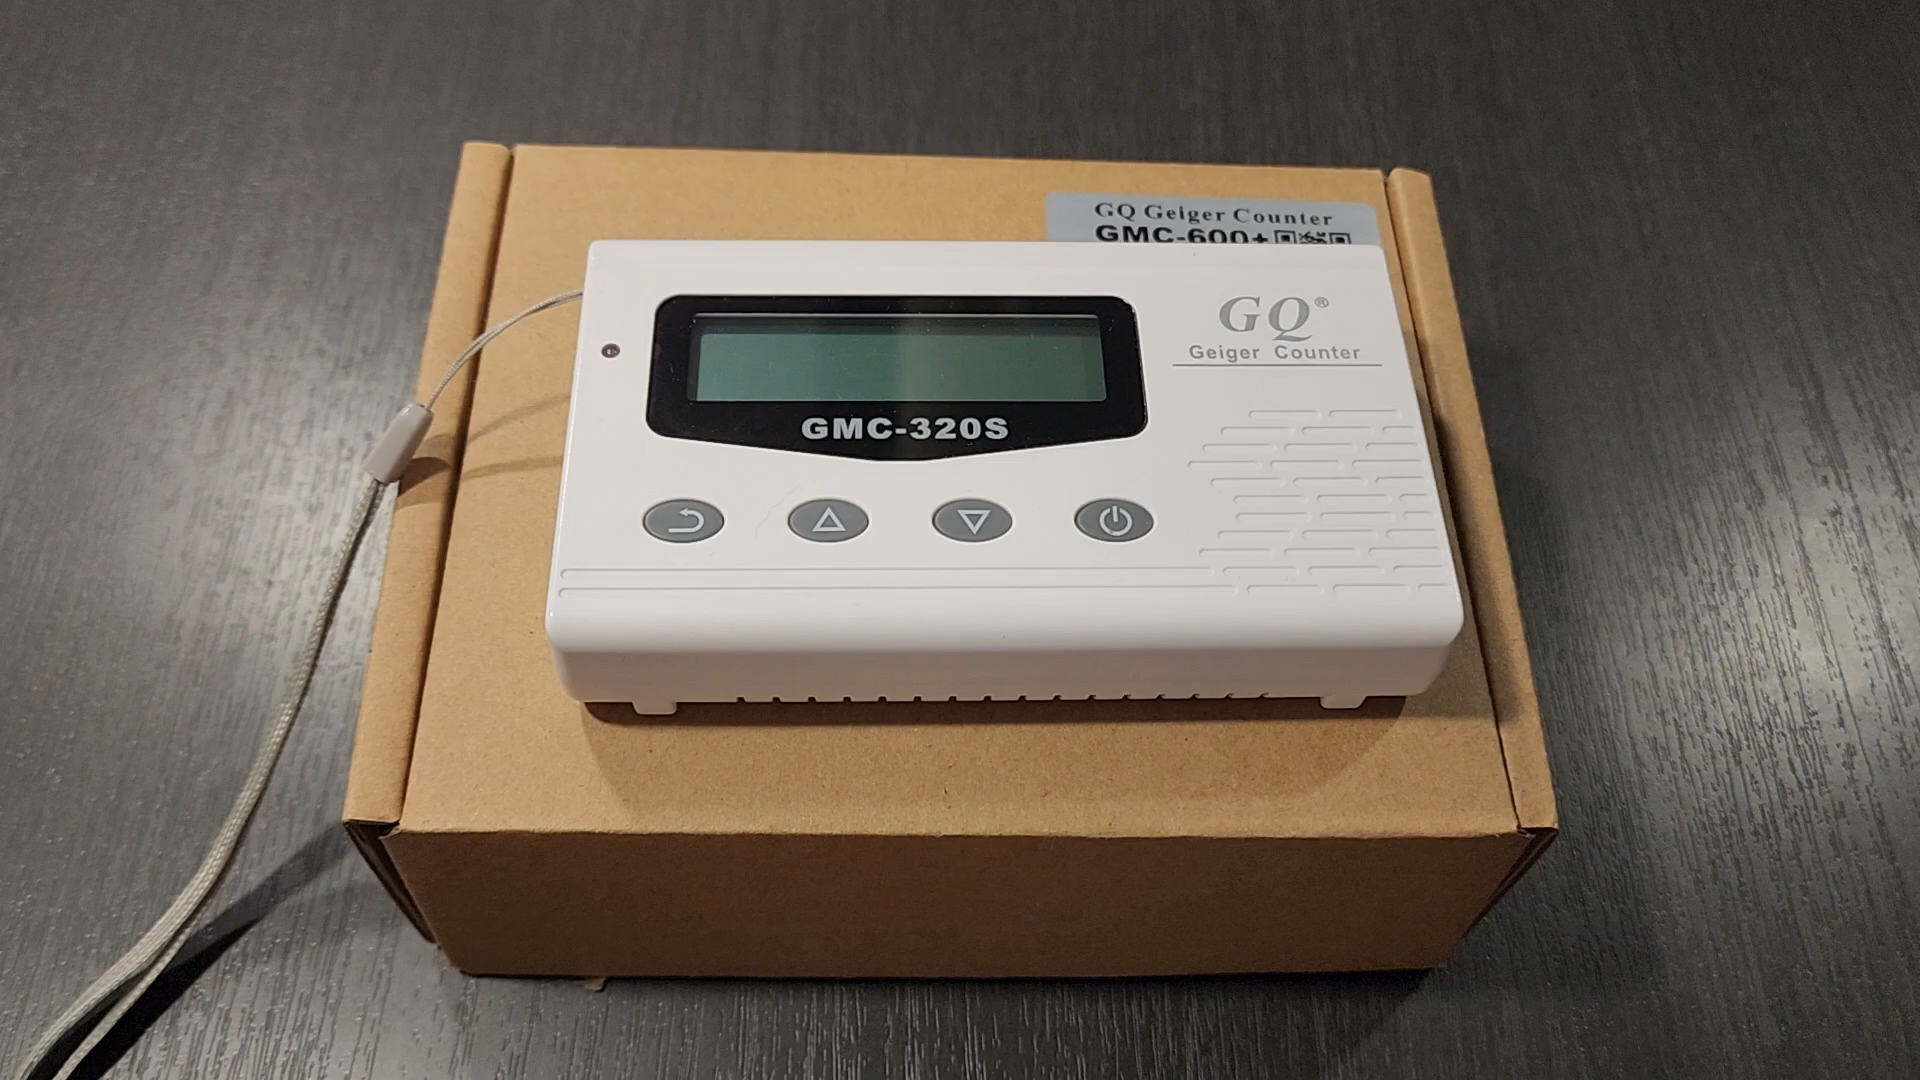 GQ Geiger Counter
GMC-600+
GQ®
Geiger Counter
GMC-320S